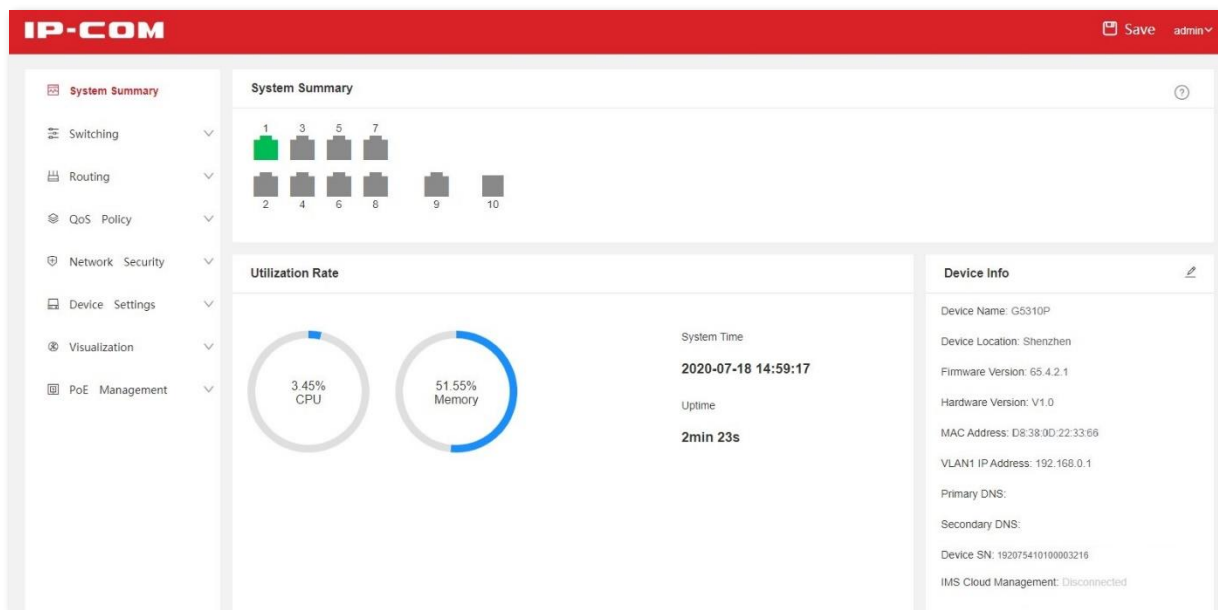 IP-COM
Save admin
System Summary
Switching
Routing
QoS Policy
Network Security
Device Settings
Visualization
PoE Management
System Summary
?
1 3 5 7
2 4 6 8 9 10
Utilization Rate
3.45%
CPU
51.55%
Memory
System Time
2020-07-18 14:59:17
Uptime
2min 23s
Device Info
Device Name: G5310P
Device Location: Shenzhen
Firmware Version: 65.4.2.1
Hardware Version: V1.0
MAC Address: D8:38:0D:22:33:66
VLAN1 IP Address: 192.168.0.1
Primary DNS:
Secondary DNS:
Device SN: 192075410100003216
IMS Cloud Management: Disconnected